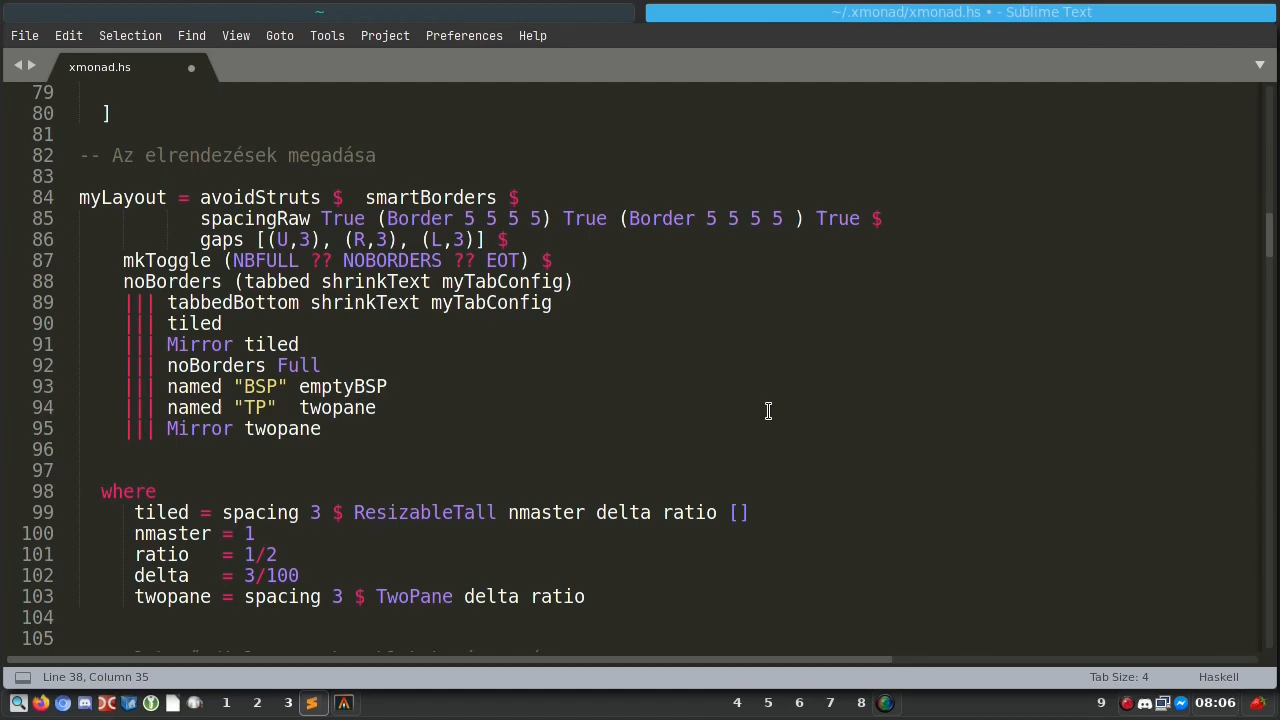 ~
~/.xmonad/xmonad.hs • - Sublime Text
File Edit Selection Find View Goto Tools Project Preferences Help
xmonad.hs
79
80   ]
81
82 -- Az elrendezések megadása
83
84 myLayout = avoidStruts $  smartBorders $
85            spacingRaw True (Border 5 5 5 5) True (Border 5 5 5 5 ) True $
86            gaps [(U,3), (R,3), (L,3)] $
87     mkToggle (NBFULL ?? NOBORDERS ?? EOT) $
88     noBorders (tabbed shrinkText myTabConfig)
89     ||| tabbedBottom shrinkText myTabConfig
90     ||| tiled
91     ||| Mirror tiled
92     ||| noBorders Full
93     ||| named "BSP" emptyBSP
94     ||| named "TP"  twopane
95     ||| Mirror twopane
96
97
98   where
99      tiled = spacing 3 $ ResizableTall nmaster delta ratio []
100      nmaster = 1
101      ratio   = 1/2
102      delta   = 3/100
103      twopane = spacing 3 $ TwoPane delta ratio
104
105
Line 38, Column 35 Tab Size: 4 Haskell
1 2 3 4 5 6 7 8 9 08:06